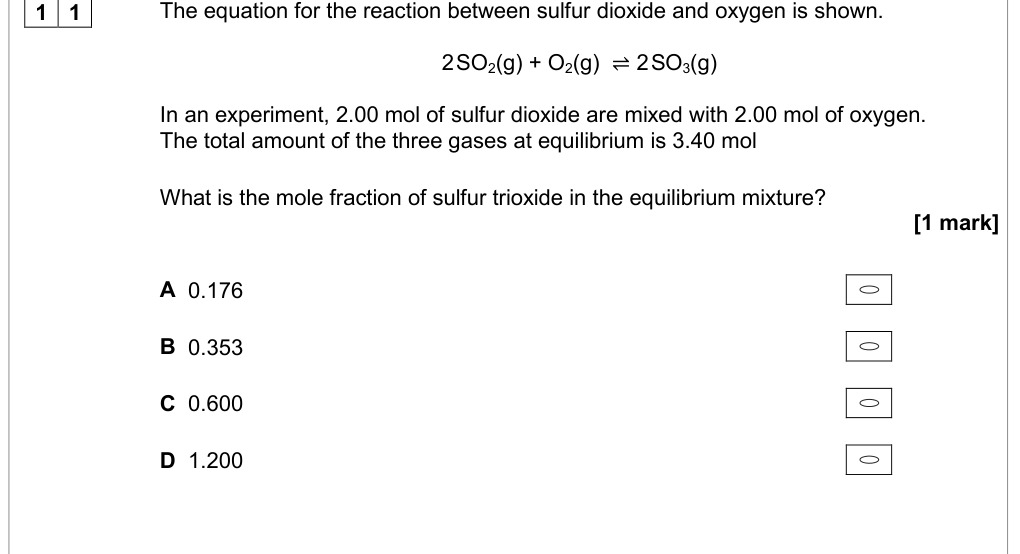 1 1 The equation for the reaction between sulfur dioxide and oxygen is shown.
2SO₂(g) + O₂(g) ⇌ 2SO₃(g)
In an experiment, 2.00 mol of sulfur dioxide are mixed with 2.00 mol of oxygen.
The total amount of the three gases at equilibrium is 3.40 mol
What is the mole fraction of sulfur trioxide in the equilibrium mixture?
[1 mark]
A 0.176
B 0.353
C 0.600
D 1.200